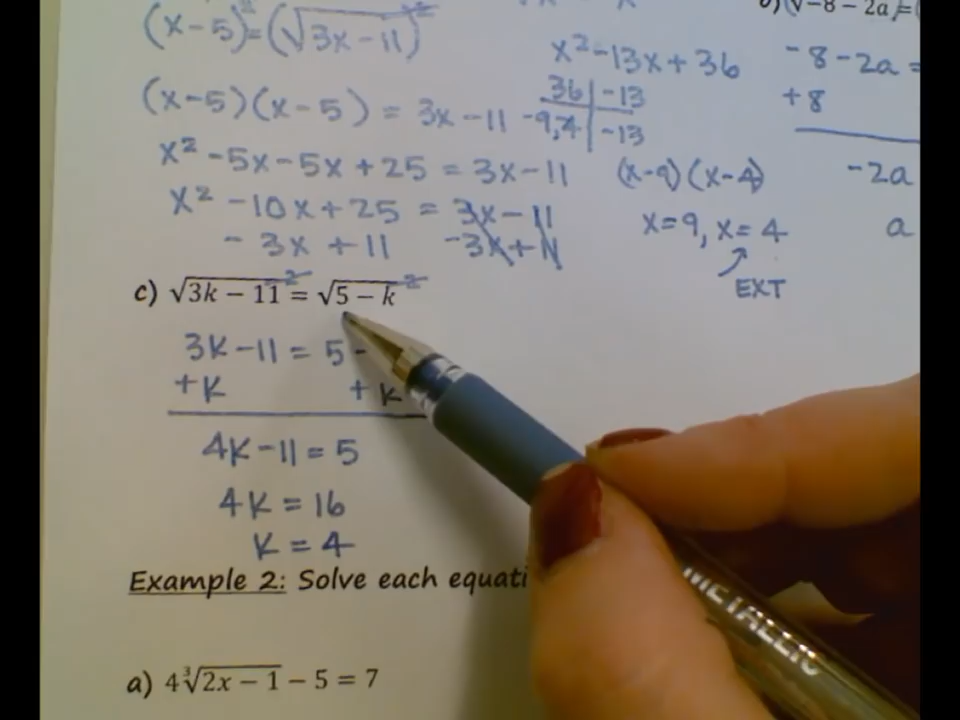 (x-5)²=(√3x-11)²
(x-5)(x-5) = 3x-11
x² -5x-5x+25 = 3x-11
x² -10x+25 = 3x-11
- 3x +11 -3x+11
x²-13x+36
36 | -13
-9,4 | -13
(x-9)(x-4)
x=9, x=4
EXT
√-8 - 2a =
-8-2a =
+8
-2a
a
c) √3k - 11 = √5 - k
3k-11 = 5-
+k + k
4k-11 = 5
4k = 16
k = 4
Example 2: Solve each equati
a) 4∛2x - 1 - 5 = 7
METALLIC